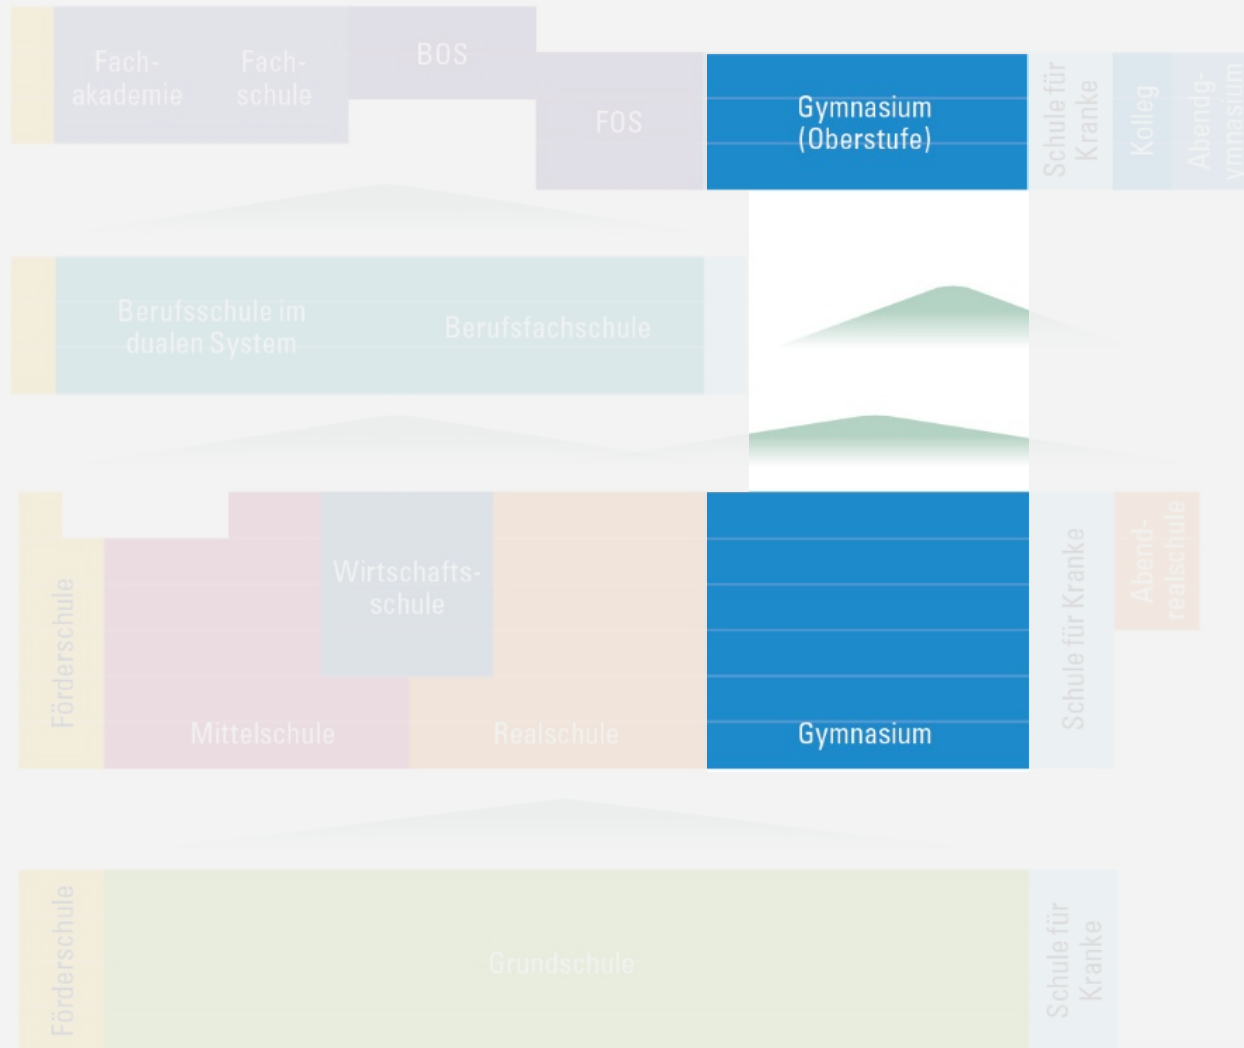 Fach-
akademie
Fach-
schule
BOS
FOS
Gymnasium
(Oberstufe)
Schule für
Kranke
Kolleg
Abendg-
ymnasium
Berufsschule im
dualen System
Berufsfachschule
Förderschule
Mittelschule
Wirtschafts-
schule
Realschule
Gymnasium
Schule für Kranke
Abend-
realschule
Förderschule
Grundschule
Schule für
Kranke